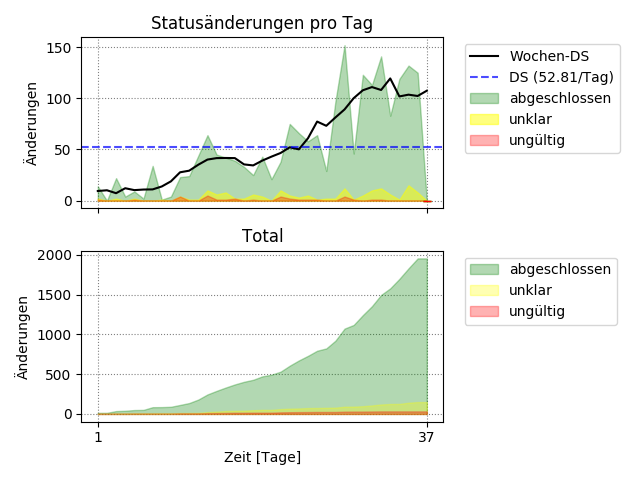 Statusänderungen pro Tag
Änderungen
150
100
50
0
Wochen-DS
DS (52.81/Tag)
abgeschlossen
unklar
ungültig
Total
Änderungen
2000
1500
1000
500
0
1
37
Zeit [Tage]
abgeschlossen
unklar
ungültig